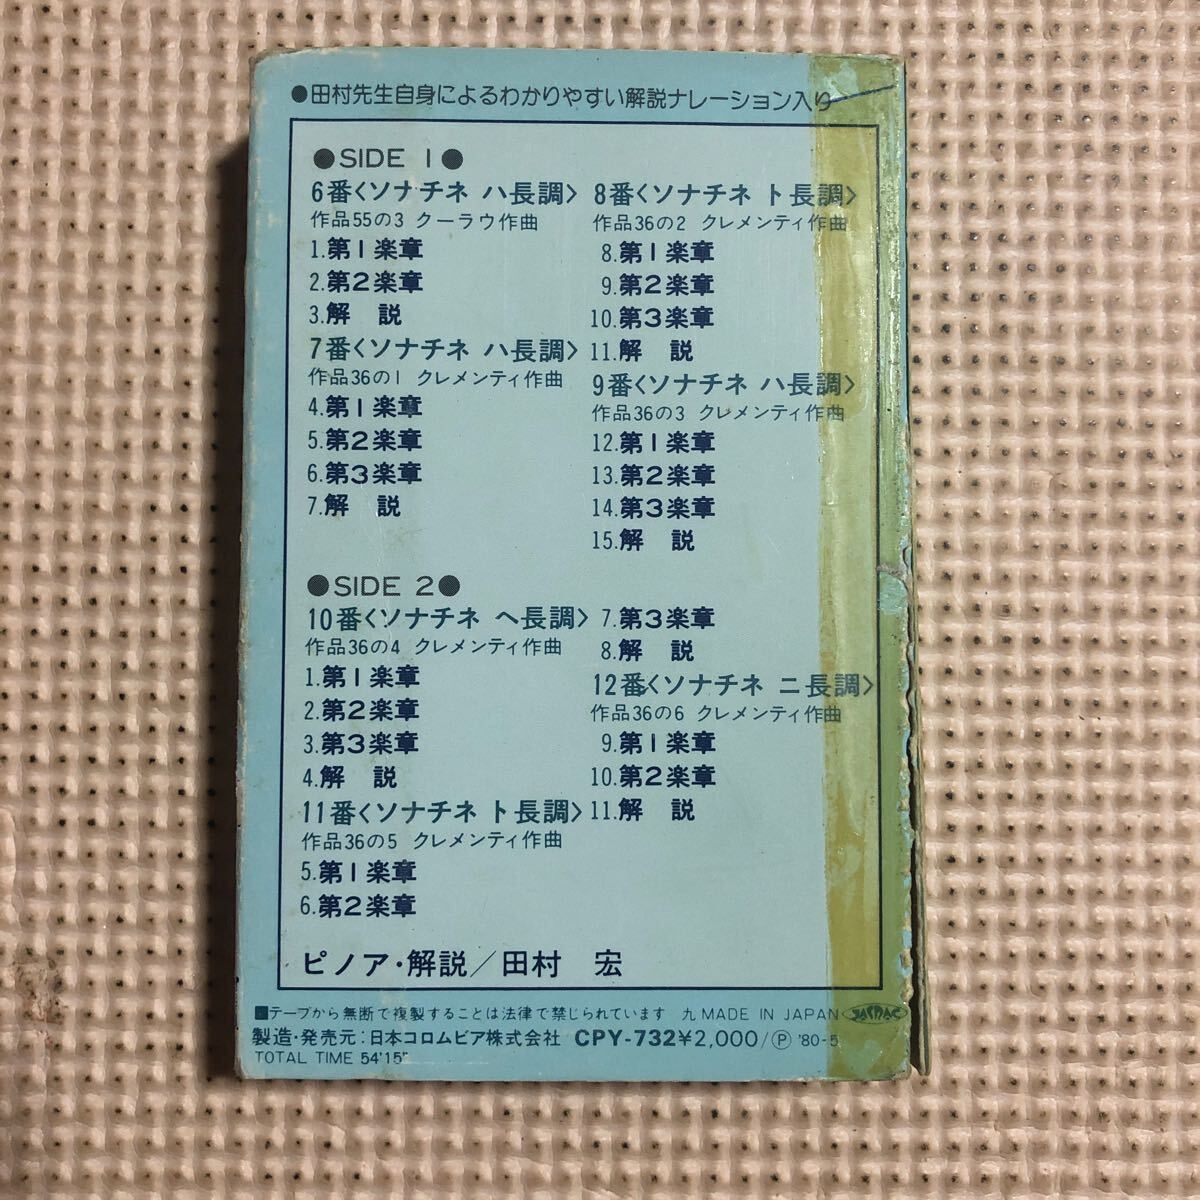 ●田村先生自身によるわかりやすい解説ナレーション入り
●SIDE 1●
6番〈ソナチネ ハ長調〉
作品55の3 クーラウ作曲
1.第1楽章
2.第2楽章
3.解 説
7番〈ソナチネ ハ長調〉
作品36の1 クレメンティ作曲
4.第1楽章
5.第2楽章
6.第3楽章
7.解 説
8番〈ソナチネ ト長調〉
作品36の2 クレメンティ作曲
8.第1楽章
9.第2楽章
10.第3楽章
11.解 説
9番〈ソナチネ ハ長調〉
作品36の3 クレメンティ作曲
12.第1楽章
13.第2楽章
14.第3楽章
15.解 説
●SIDE 2●
10番〈ソナチネ ヘ長調〉
作品36の4 クレメンティ作曲
1.第1楽章
2.第2楽章
3.第3楽章
4.解 説
11番〈ソナチネ ト長調〉
作品36の5 クレメンティ作曲
5.第1楽章
6.第2楽章
7.第3楽章
8.解 説
12番〈ソナチネ ニ長調〉
作品36の6 クレメンティ作曲
9.第1楽章
10.第2楽章
11.解 説
ピノア・解説/田村 宏
■テープから無断で複製することは法律で禁じられています 九 MADE IN JAPAN JASRAC
製造・発売元:日本コロムビア株式会社 CPY-732¥2,000/Ⓟ '80-5
TOTAL TIME 54'15"